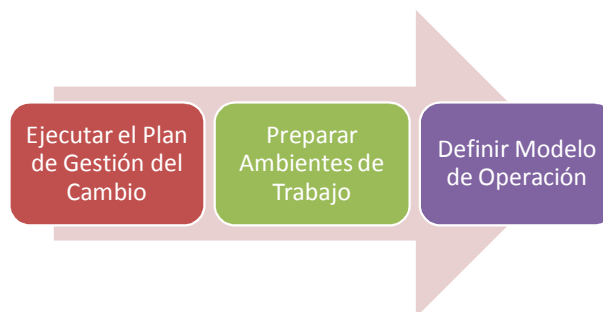 Ejecutar el Plan
de Gestión del
Cambio
Preparar
Ambientes de
Trabajo
Definir Modelo
de Operación